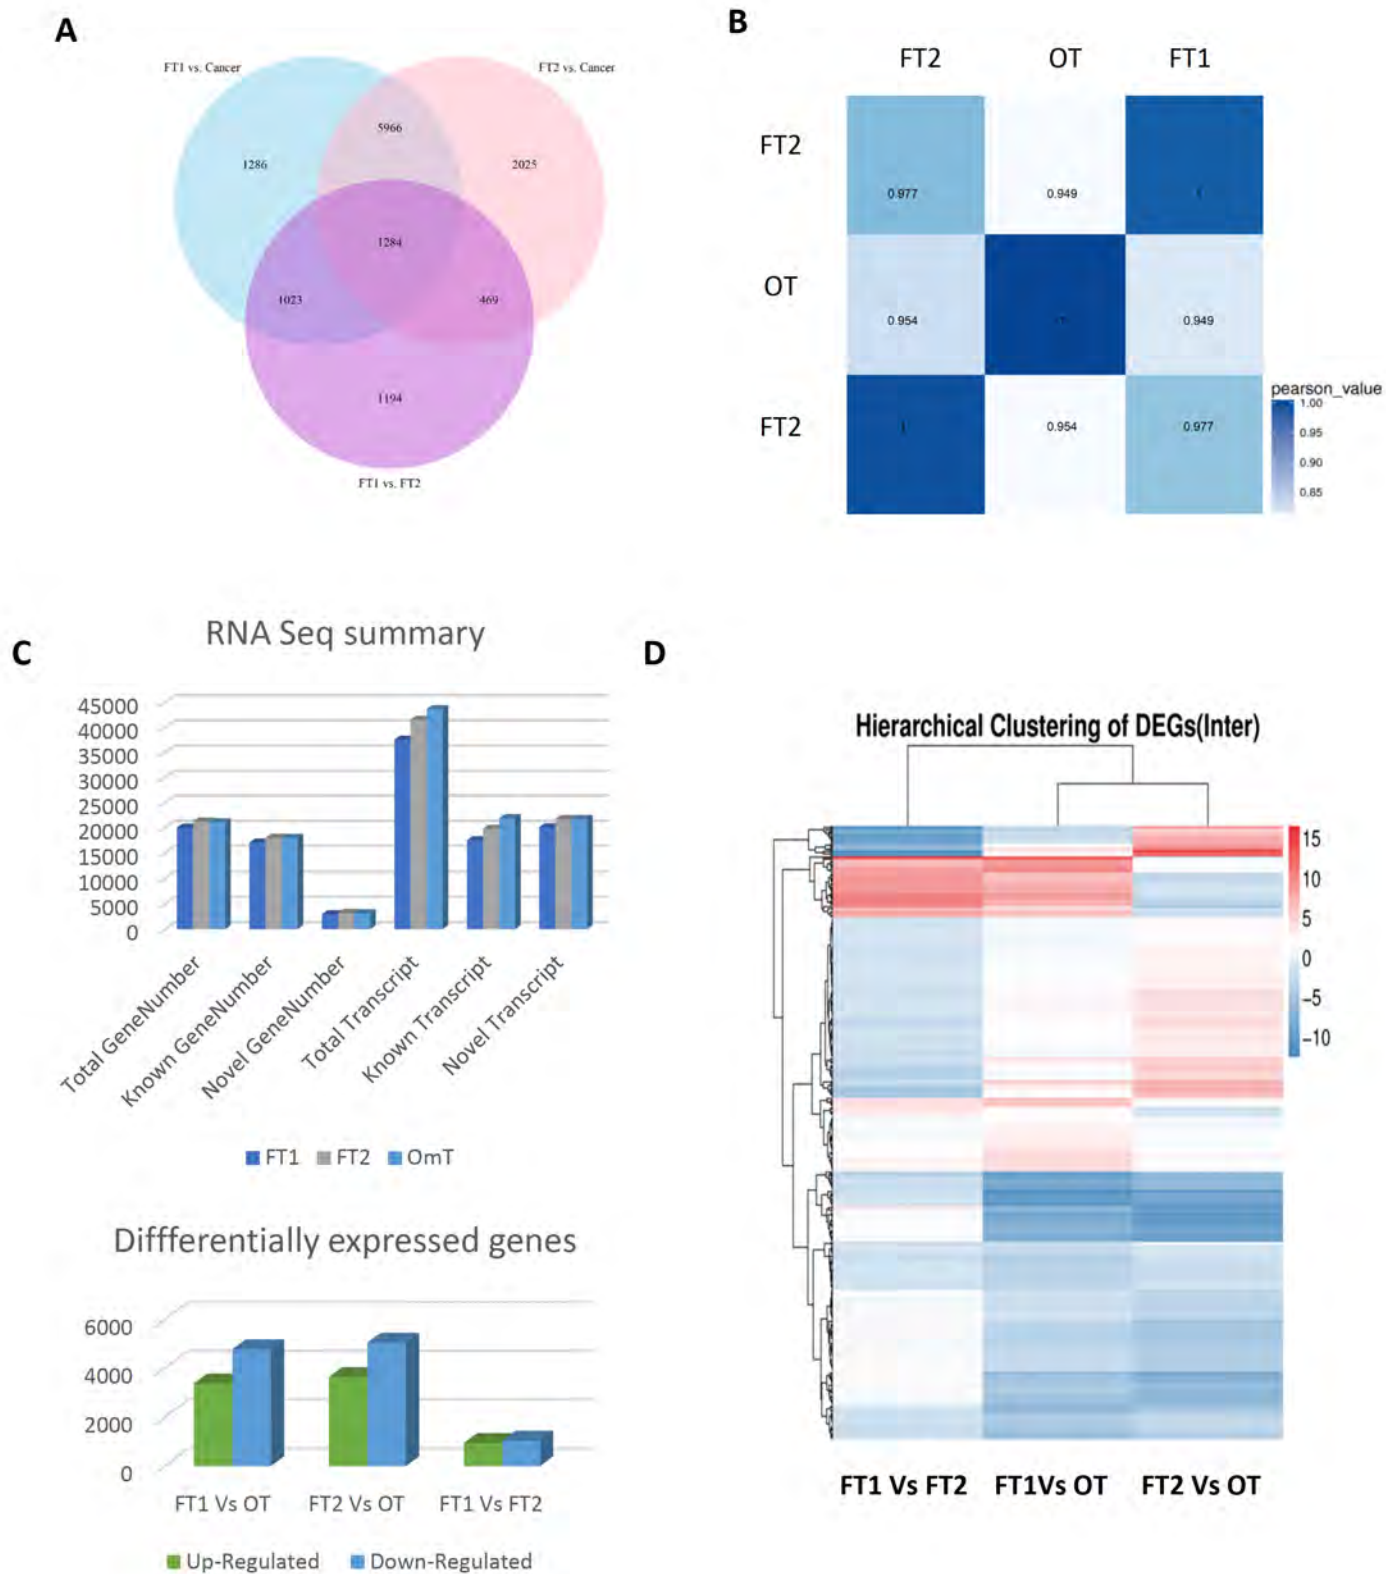 A
FT1 vs. Cancer
FT2 vs. Cancer
5966
1286
2025
1284
1023
469
1194
FT1 vs. FT2
B
FT2 OT FT1
FT2
0.977 0.949 1
OT
0.954 0.949
FT2
1 0.954 0.977
pearson_value
1.00
0.95
0.90
0.85
C
RNA Seq summary
45000
40000
35000
30000
25000
20000
15000
10000
5000
0
Total GeneNumber
Known GeneNumber
Novel GeneNumber
Total Transcript
Known Transcript
Novel Transcript
FT1 FT2 OmT
Diffferentially expressed genes
6000
4000
2000
0
FT1 Vs OT FT2 Vs OT FT1 Vs FT2
Up-Regulated Down-Regulated
D
Hierarchical Clustering of DEGs(Inter)
15
10
5
0
-5
-10
FT1 Vs FT2 FT1Vs OT FT2 Vs OT